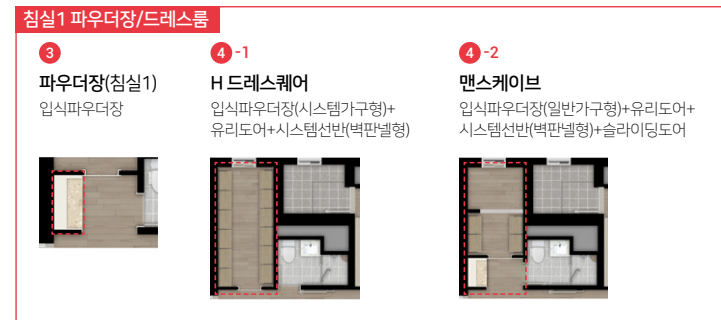 침실1 파우더장/드레스룸
3
파우더장(침실1)
입식파우더장
4 -1
H 드레스퀘어
입식파우더장(시스템가구형)+
유리도어+시스템선반(벽판넬형)
4 -2
맨스케이브
입식파우더장(일반가구형)+유리도어+
시스템선반(벽판넬형)+슬라이딩도어